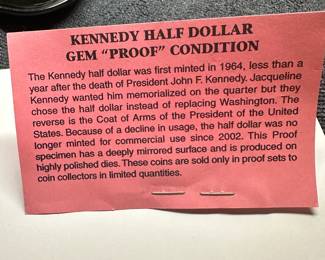 KENNEDY HALF DOLLAR
GEM "PROOF" CONDITION
The Kennedy half dollar was first minted in 1964, less than a
year after the death of President John F. Kennedy. Jacqueline
Kennedy wanted him memorialized on the quarter but they
chose the half dollar instead of replacing Washington. The
reverse is the Coat of Arms of the President of the United
States. Because of a decline in usage, the half dollar was no
longer minted for commercial use since 2002. This Proof
specimen has a deeply mirrored surface and is produced on
highly polished dies. These coins are sold only in proof sets to
coin collectors in limited quantities.